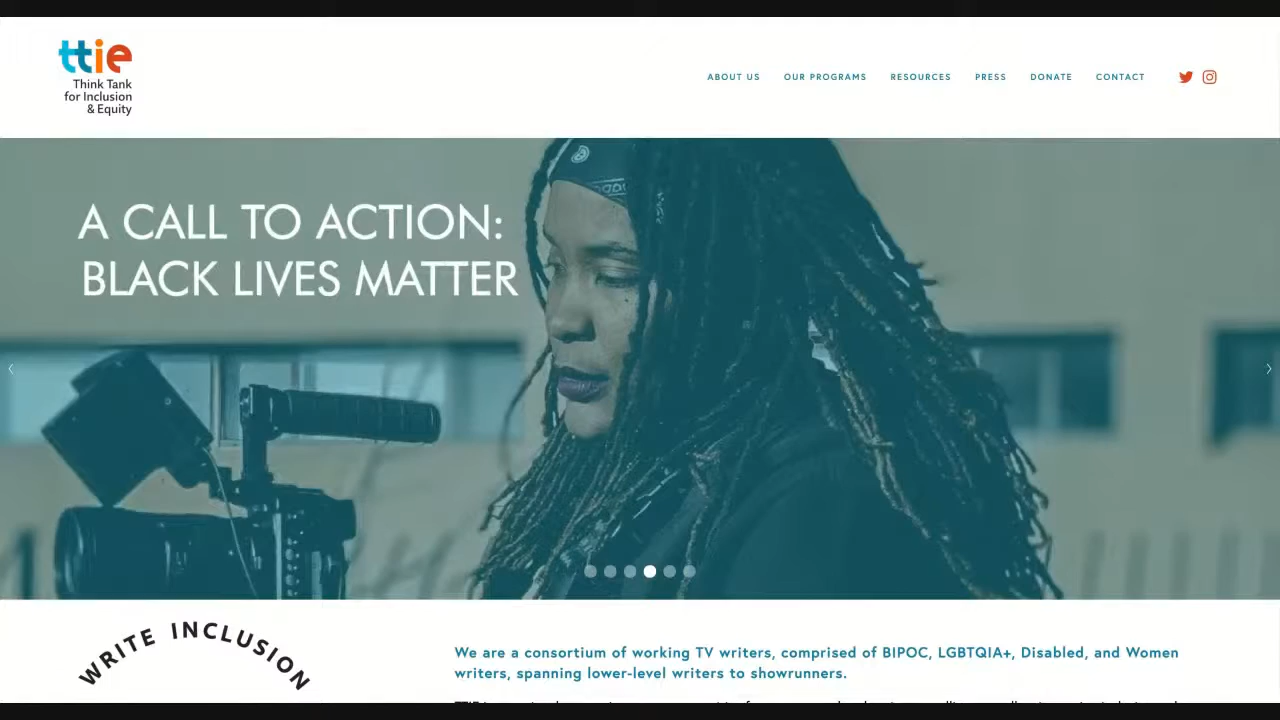 ttie
Think Tank
for Inclusion
& Equity
ABOUT US OUR PROGRAMS RESOURCES PRESS DONATE CONTACT
A CALL TO ACTION:
BLACK LIVES MATTER
WRITE INCLUSION
We are a consortium of working TV writers, comprised of BIPOC, LGBTQIA+, Disabled, and Women
writers, spanning lower-level writers to showrunners.